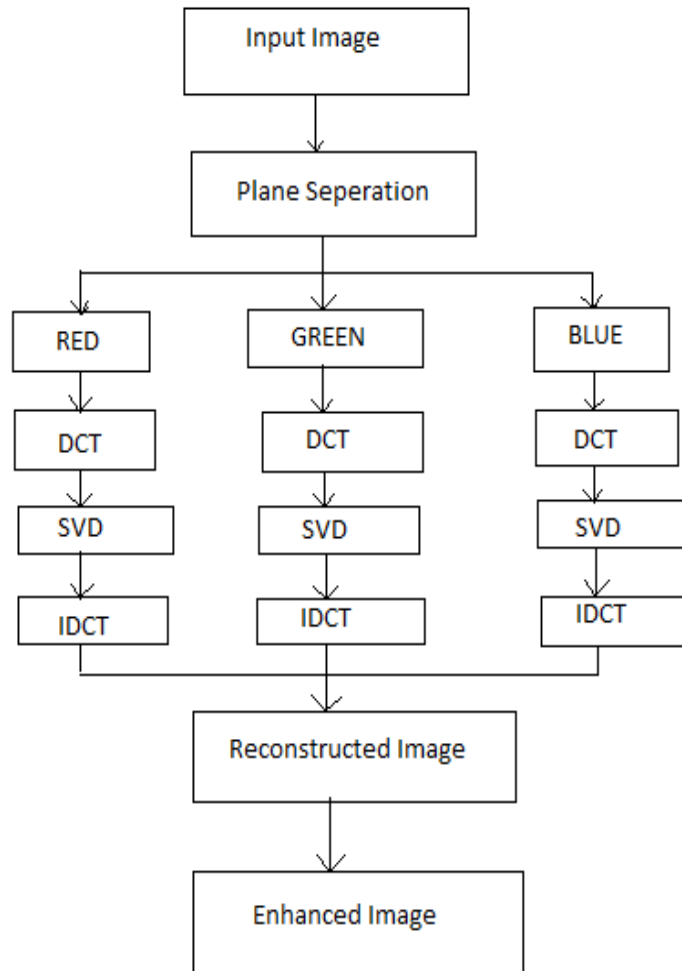 Input Image
Plane Seperation
RED
GREEN
BLUE
DCT
DCT
DCT
SVD
SVD
SVD
IDCT
IDCT
IDCT
Reconstructed Image
Enhanced Image